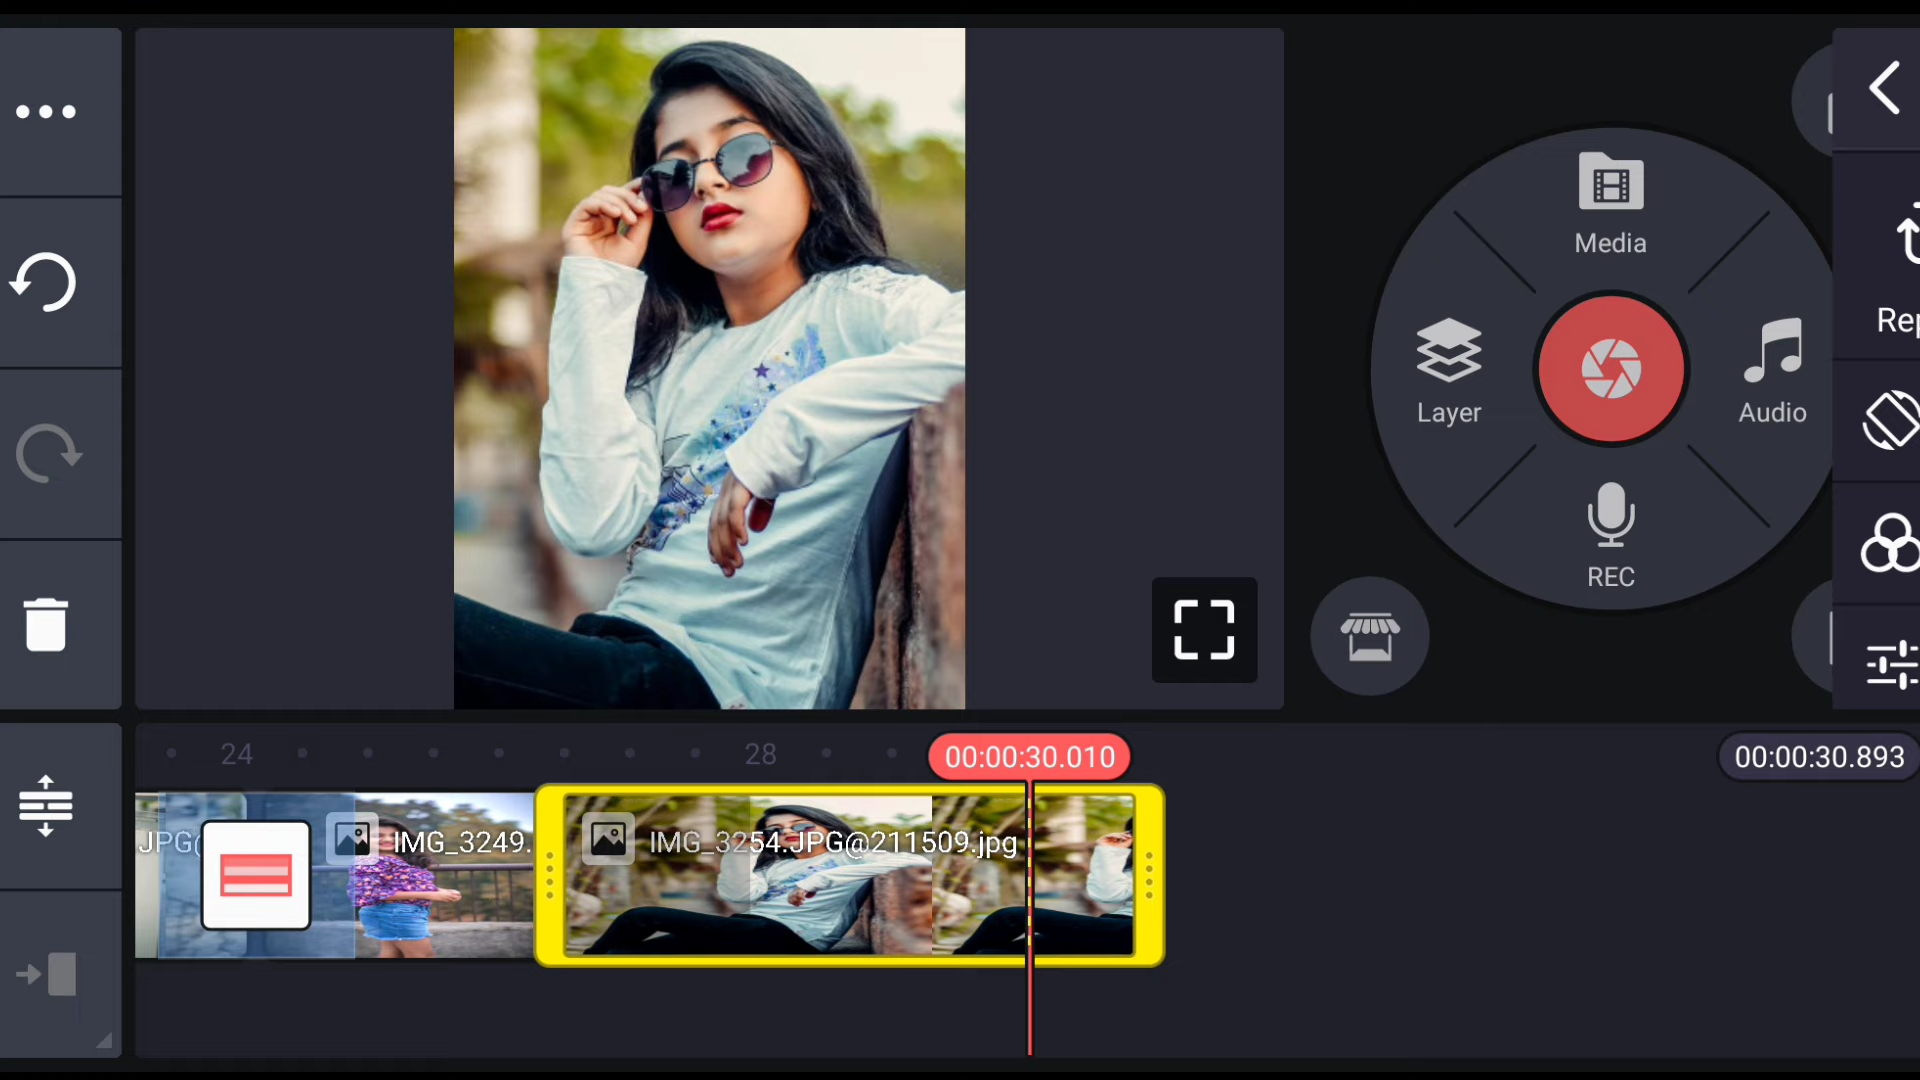 Media
Layer
Audio
REC
Rep
24
28
00:00:30.010
00:00:30.893
JPG@
IMG_3249.
IMG_3254.JPG@211509.jpg